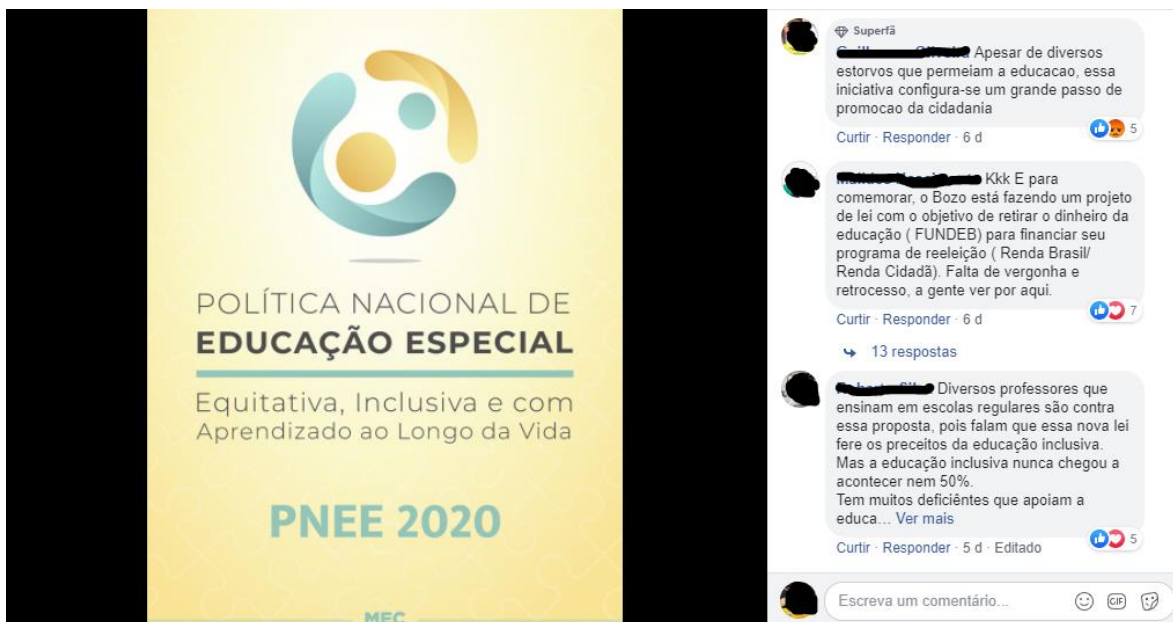 POLÍTICA NACIONAL DE
EDUCAÇÃO ESPECIAL
Equitativa, Inclusiva e com
Aprendizado ao Longo da Vida
PNEE 2020
MEC
Superfã
Apesar de diversos
estorvos que permeiam a educacao, essa
iniciativa configura-se um grande passo de
promocao da cidadania
5
Curtir · Responder · 6 d
Kkk E para
comemorar, o Bozo está fazendo um projeto
de lei com o objetivo de retirar o dinheiro da
educação ( FUNDEB) para financiar seu
programa de reeleição ( Renda Brasil/
Renda Cidadã). Falta de vergonha e
retrocesso, a gente ver por aqui.
7
Curtir · Responder · 6 d
13 respostas
Diversos professores que
ensinam em escolas regulares são contra
essa proposta, pois falam que essa nova lei
fere os preceitos da educação inclusiva.
Mas a educação inclusiva nunca chegou a
acontecer nem 50%.
Tem muitos deficiêntes que apoiam a
educa... Ver mais
5
Curtir · Responder · 5 d · Editado
Escreva um comentário...
GIF